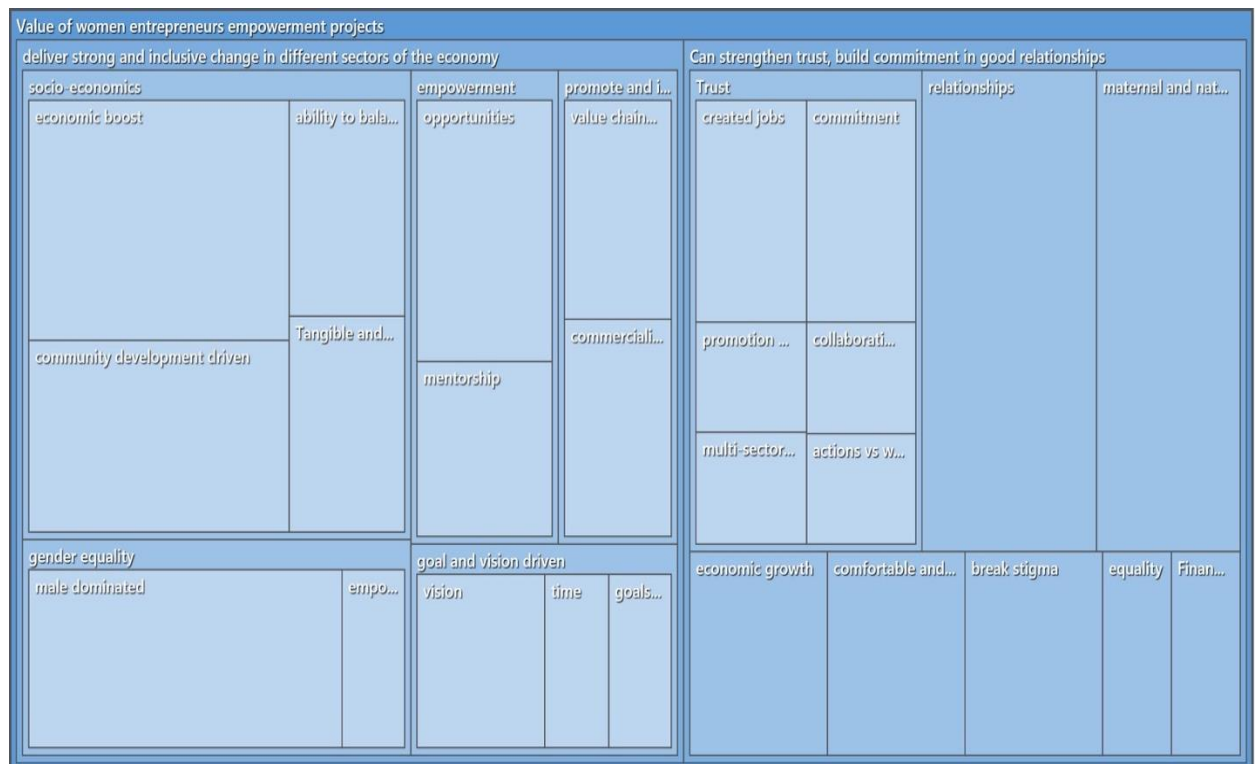 Value of women entrepreneurs empowerment projects
deliver strong and inclusive change in different sectors of the economy
socio-economics
economic boost
ability to bala...
community development driven
Tangible and...
empowerment
opportunities
mentorship
promote and i...
value chain...
commerciali...
gender equality
male dominated
empo...
goal and vision driven
vision
time
goals...
Can strengthen trust, build commitment in good relationships
Trust
created jobs
commitment
promotion ...
collaborati...
multi-sector...
actions vs w...
relationships
maternal and nat...
economic growth
comfortable and...
break stigma
equality
Finan...